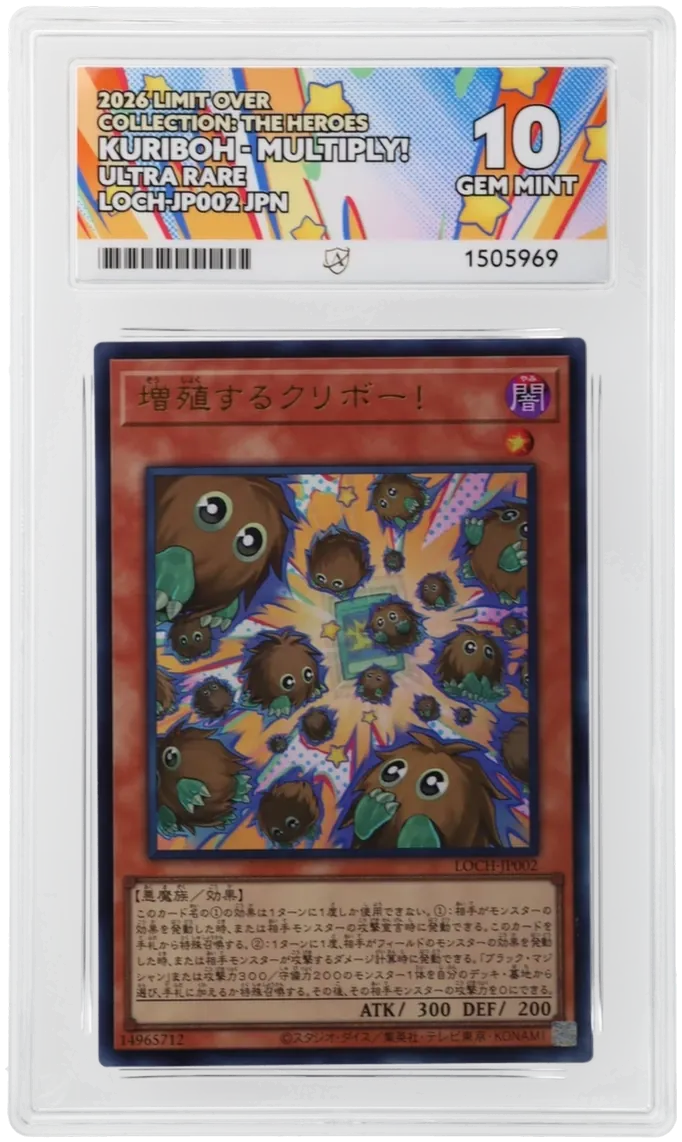 2026 LIMIT OVER
COLLECTION: THE HEROES
KURIBOH - MULTIPLY!
ULTRA RARE
LOCH-JP002 JPN
10
GEM MINT
1505969
増殖するクリボー!
闇
LOCH-JP002
【悪魔族/効果】
このカード名の①の効果は1ターンに1度しか使用できない。①:相手がモンスターの
効果を発動した時、または相手モンスターの攻撃宣言時に発動できる。このカードを
手札から特殊召喚する。②:1ターンに1度、相手がフィールドのモンスターの効果を発動
した時、または相手モンスターが攻撃するダメージ計算時に発動できる。「ブラック・マジ
シャン」または攻撃力300/守備力200のモンスター1体を自分のデッキ・墓地から
選び、手札に加えるか特殊召喚する。その後、その相手モンスターの攻撃力を0にできる。
ATK/ 300 DEF/ 200
14965712
©スタジオ・ダイス/集英社・テレビ東京・KONAMI